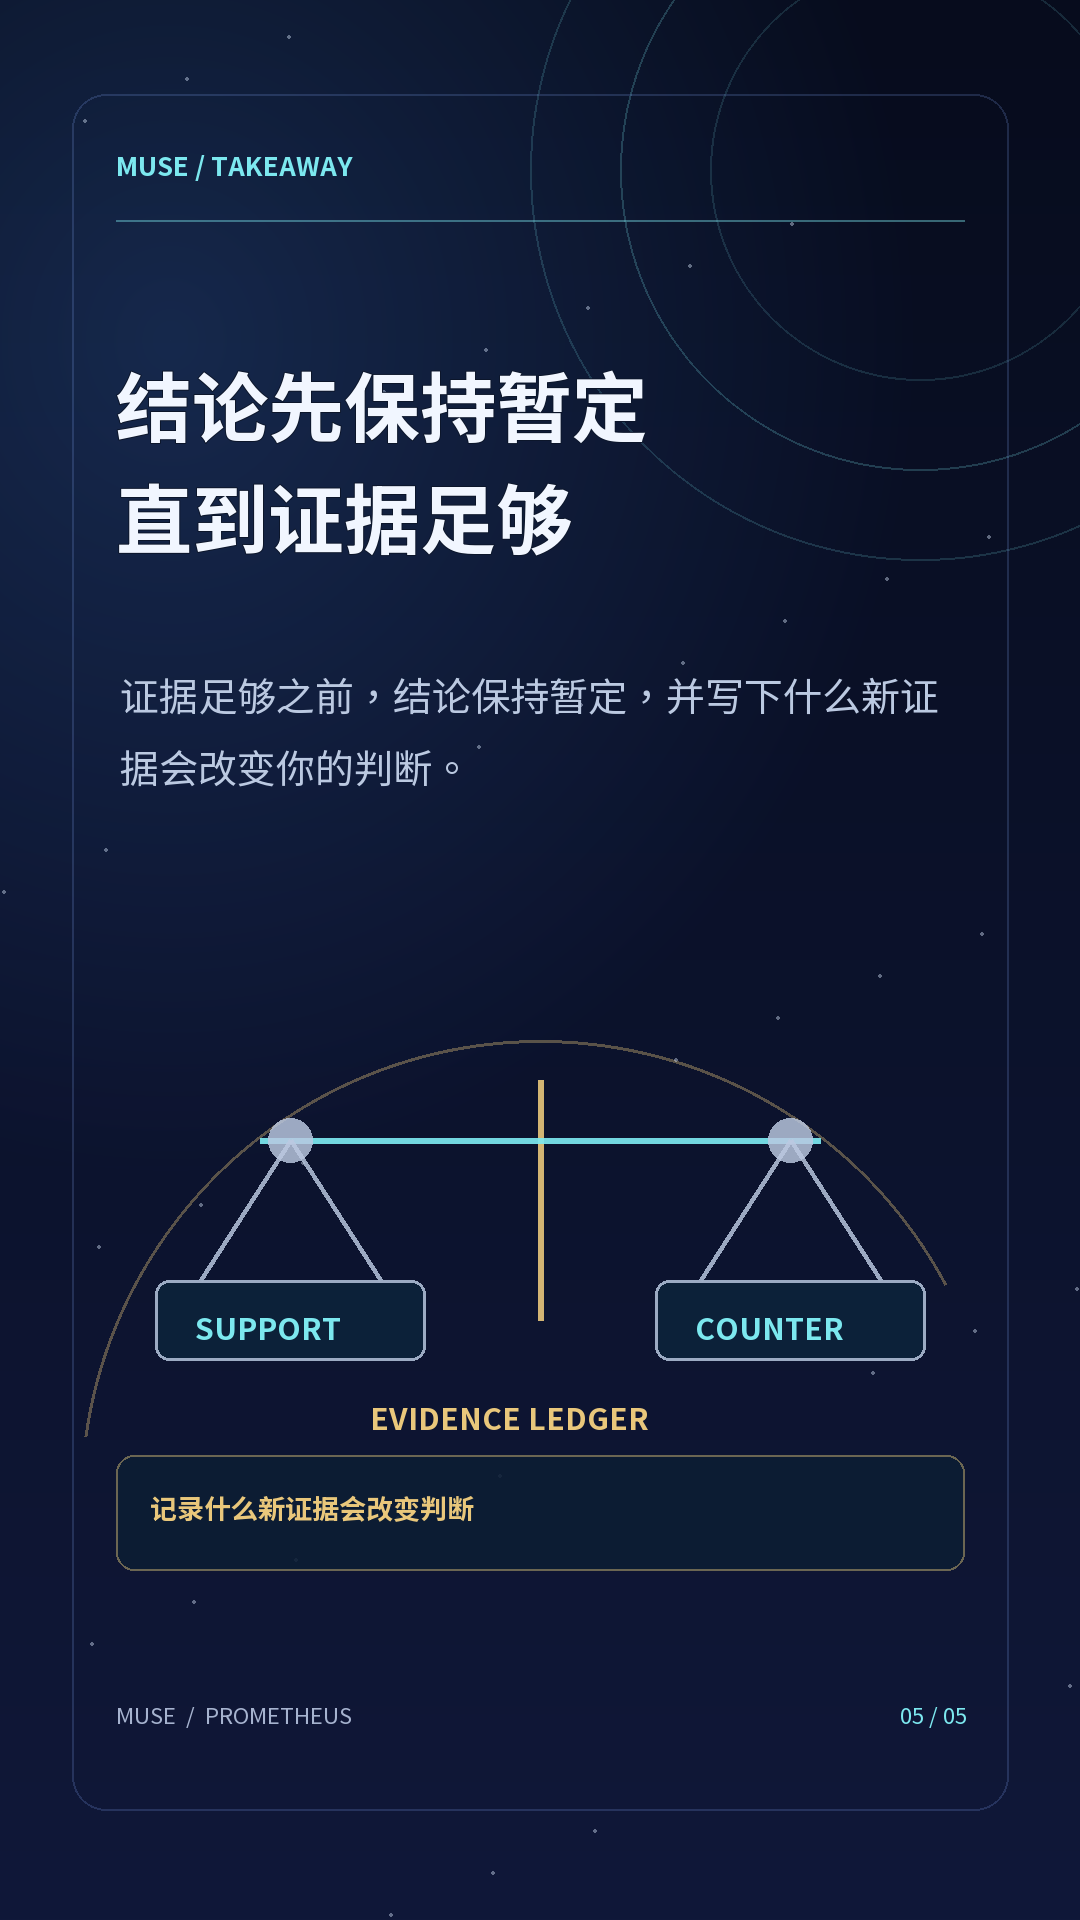 MUSE / TAKEAWAY
结论先保持暂定
直到证据足够
证据足够之前，结论保持暂定，并写下什么新证
据会改变你的判断。
SUPPORT
COUNTER
EVIDENCE LEDGER
记录什么新证据会改变判断
MUSE / PROMETHEUS
05 / 05